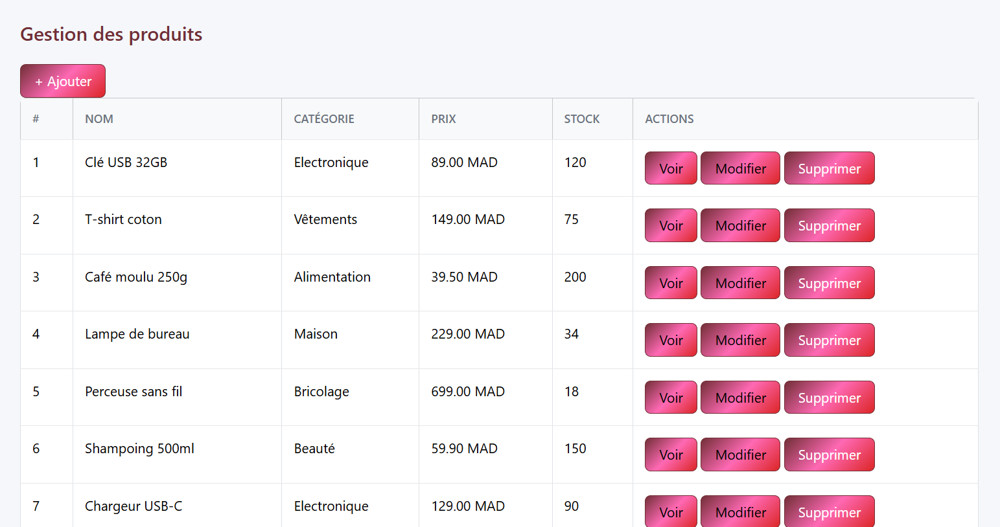 Gestion des produits
+ Ajouter
# NOM CATÉGORIE PRIX STOCK ACTIONS
1 Clé USB 32GB Electronique 89.00 MAD 120 Voir Modifier Supprimer
2 T-shirt coton Vêtements 149.00 MAD 75 Voir Modifier Supprimer
3 Café moulu 250g Alimentation 39.50 MAD 200 Voir Modifier Supprimer
4 Lampe de bureau Maison 229.00 MAD 34 Voir Modifier Supprimer
5 Perceuse sans fil Bricolage 699.00 MAD 18 Voir Modifier Supprimer
6 Shampoing 500ml Beauté 59.90 MAD 150 Voir Modifier Supprimer
7 Chargeur USB-C Electronique 129.00 MAD 90 Voir Modifier Supprimer